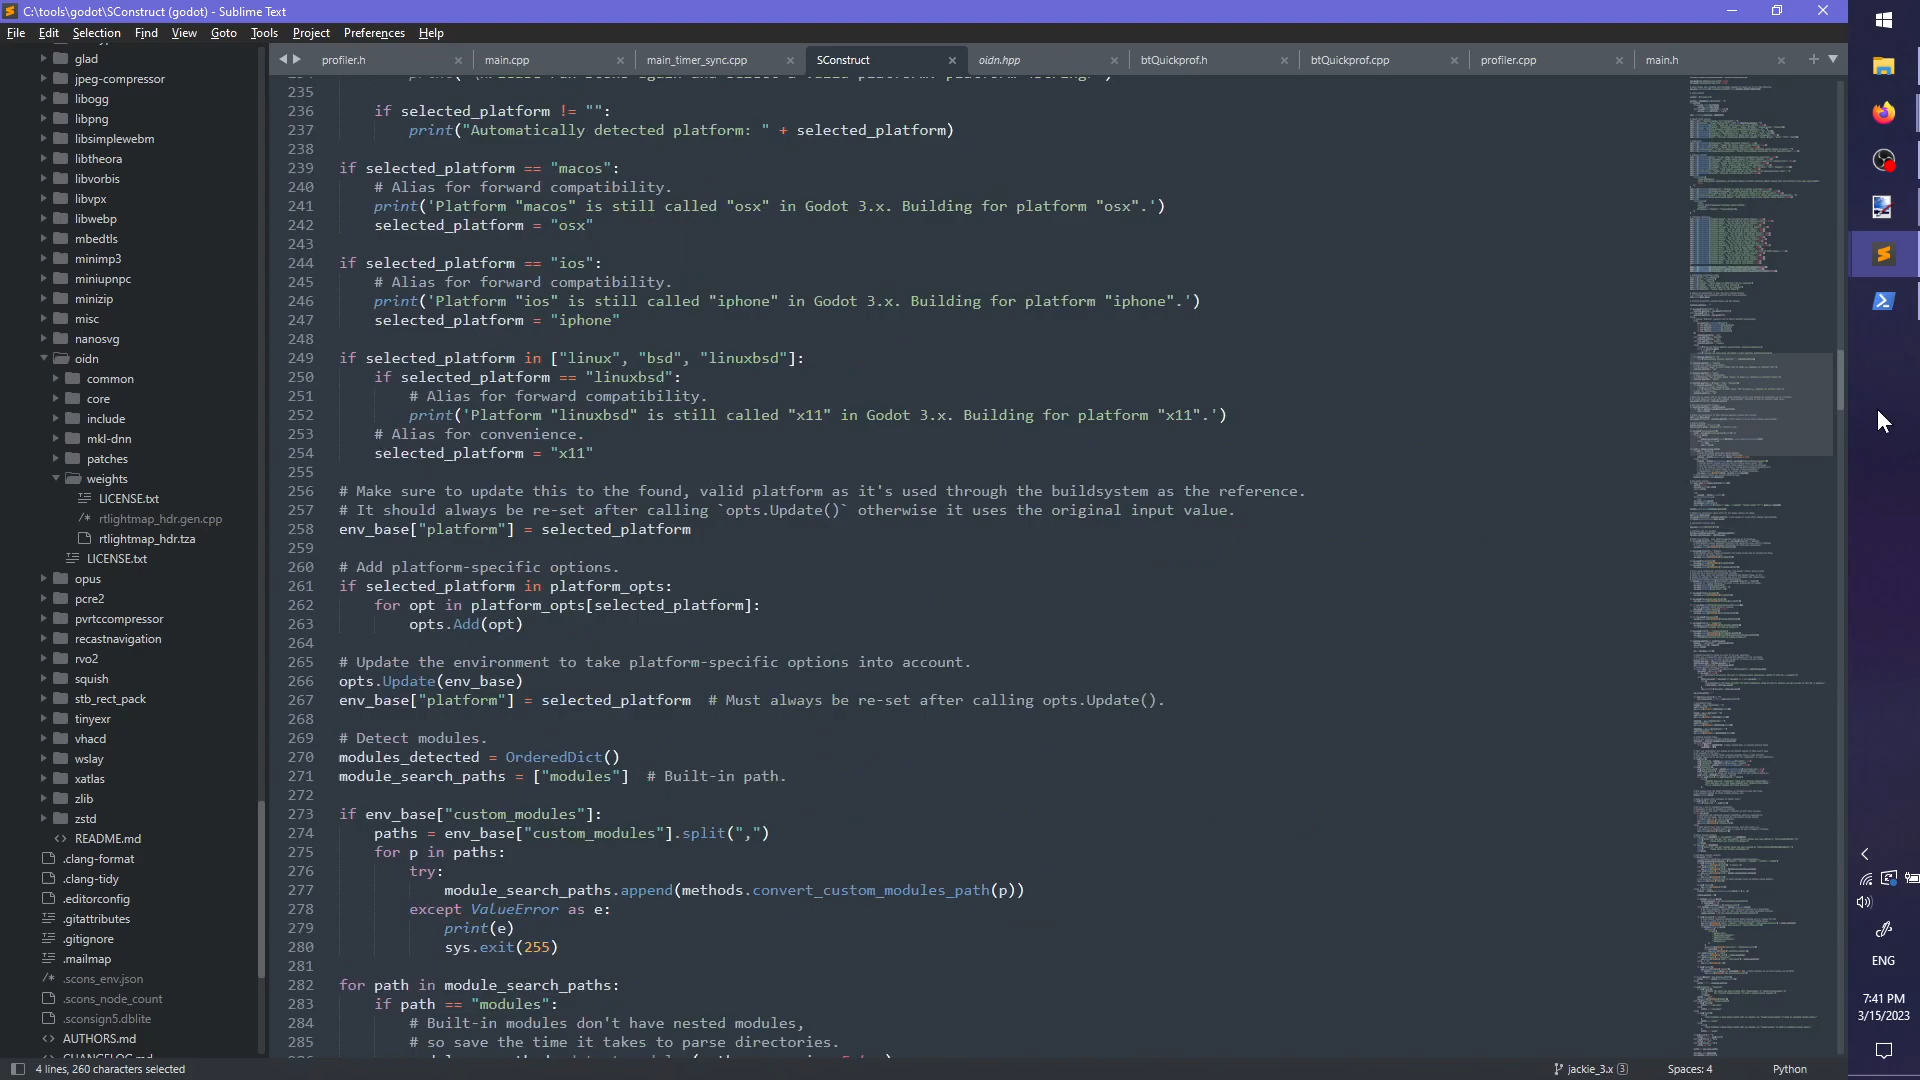 C:\tools\godot\SConstruct (godot) - Sublime Text
File Edit Selection Find View Goto Tools Project Preferences Help
glad
jpeg-compressor
libogg
libpng
libsimplewebm
libtheora
libvorbis
libvpx
libwebp
mbedtls
minimp3
miniupnpc
minizip
misc
nanosvg
oidn
common
core
include
mkl-dnn
patches
weights
LICENSE.txt
/* rtlightmap_hdr.gen.cpp
rtlightmap_hdr.tza
LICENSE.txt
opus
pcre2
pvrtccompressor
recastnavigation
rvo2
squish
stb_rect_pack
tinyexr
vhacd
wslay
xatlas
zlib
zstd
<> README.md
.clang-format
.clang-tidy
.editorconfig
.gitattributes
.gitignore
.mailmap
/* .scons_env.json
.scons_node_count
.sconsign5.dblite
<> AUTHORS.md
<> CHANGELOG.md
profiler.h main.cpp main_timer_sync.cpp SConstruct oidn.hpp btQuickprof.h btQuickprof.cpp profiler.cpp main.h
235
236 if selected_platform != "":
237 print("Automatically detected platform: " + selected_platform)
238
239 if selected_platform == "macos":
240 # Alias for forward compatibility.
241 print('Platform "macos" is still called "osx" in Godot 3.x. Building for platform "osx".')
242 selected_platform = "osx"
243
244 if selected_platform == "ios":
245 # Alias for forward compatibility.
246 print('Platform "ios" is still called "iphone" in Godot 3.x. Building for platform "iphone".')
247 selected_platform = "iphone"
248
249 if selected_platform in ["linux", "bsd", "linuxbsd"]:
250 if selected_platform == "linuxbsd":
251 # Alias for forward compatibility.
252 print('Platform "linuxbsd" is still called "x11" in Godot 3.x. Building for platform "x11".')
253 # Alias for convenience.
254 selected_platform = "x11"
255
256 # Make sure to update this to the found, valid platform as it's used through the buildsystem as the reference.
257 # It should always be re-set after calling `opts.Update()` otherwise it uses the original input value.
258 env_base["platform"] = selected_platform
259
260 # Add platform-specific options.
261 if selected_platform in platform_opts:
262 for opt in platform_opts[selected_platform]:
263 opts.Add(opt)
264
265 # Update the environment to take platform-specific options into account.
266 opts.Update(env_base)
267 env_base["platform"] = selected_platform # Must always be re-set after calling opts.Update().
268
269 # Detect modules.
270 modules_detected = OrderedDict()
271 module_search_paths = ["modules"] # Built-in path.
272
273 if env_base["custom_modules"]:
274 paths = env_base["custom_modules"].split(",")
275 for p in paths:
276 try:
277 module_search_paths.append(methods.convert_custom_modules_path(p))
278 except ValueError as e:
279 print(e)
280 sys.exit(255)
281
282 for path in module_search_paths:
283 if path == "modules":
284 # Built-in modules don't have nested modules,
285 # so save the time it takes to parse directories.
4 lines, 260 characters selected
jackie_3.x 3
Spaces: 4
Python
ENG
7:41 PM
3/15/2023